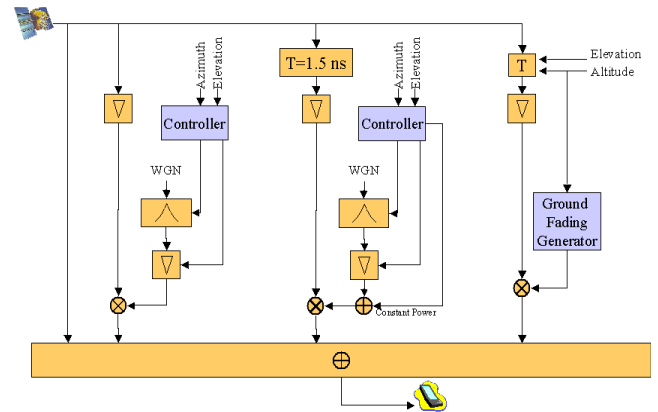 T=1.5 ns
Azimuth
Elevation
Azimuth
Elevation
T
Elevation
Altitude
Controller
Controller
WGN
WGN
Ground
Fading
Generator
Constant Power